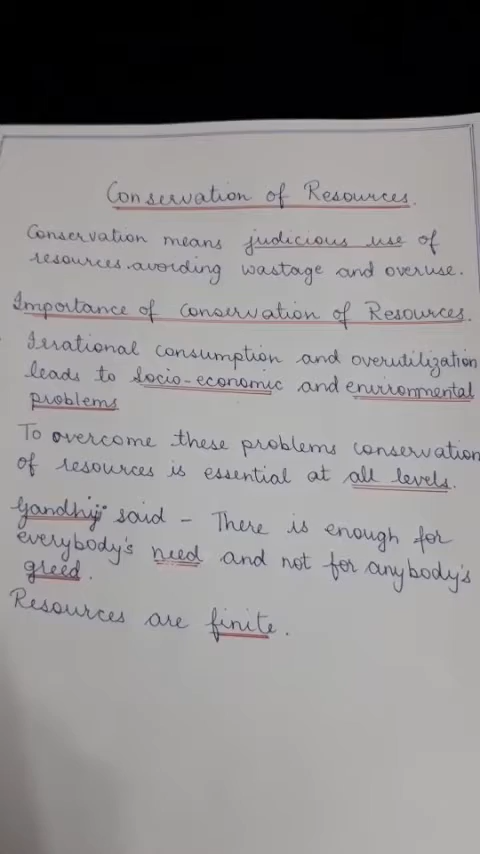 Conservation of Resources.
Conservation means judicious use of
resources. avoiding wastage and overuse.
Importance of Conservation of Resources.
Irrational consumption and overutilization
leads to Socio-economic and environmental
problems
To overcome these problems conservation
of resources is essential at all levels.
Gandhiji said - There is enough for
everybody's need and not for anybody's
greed.
Resources are finite.